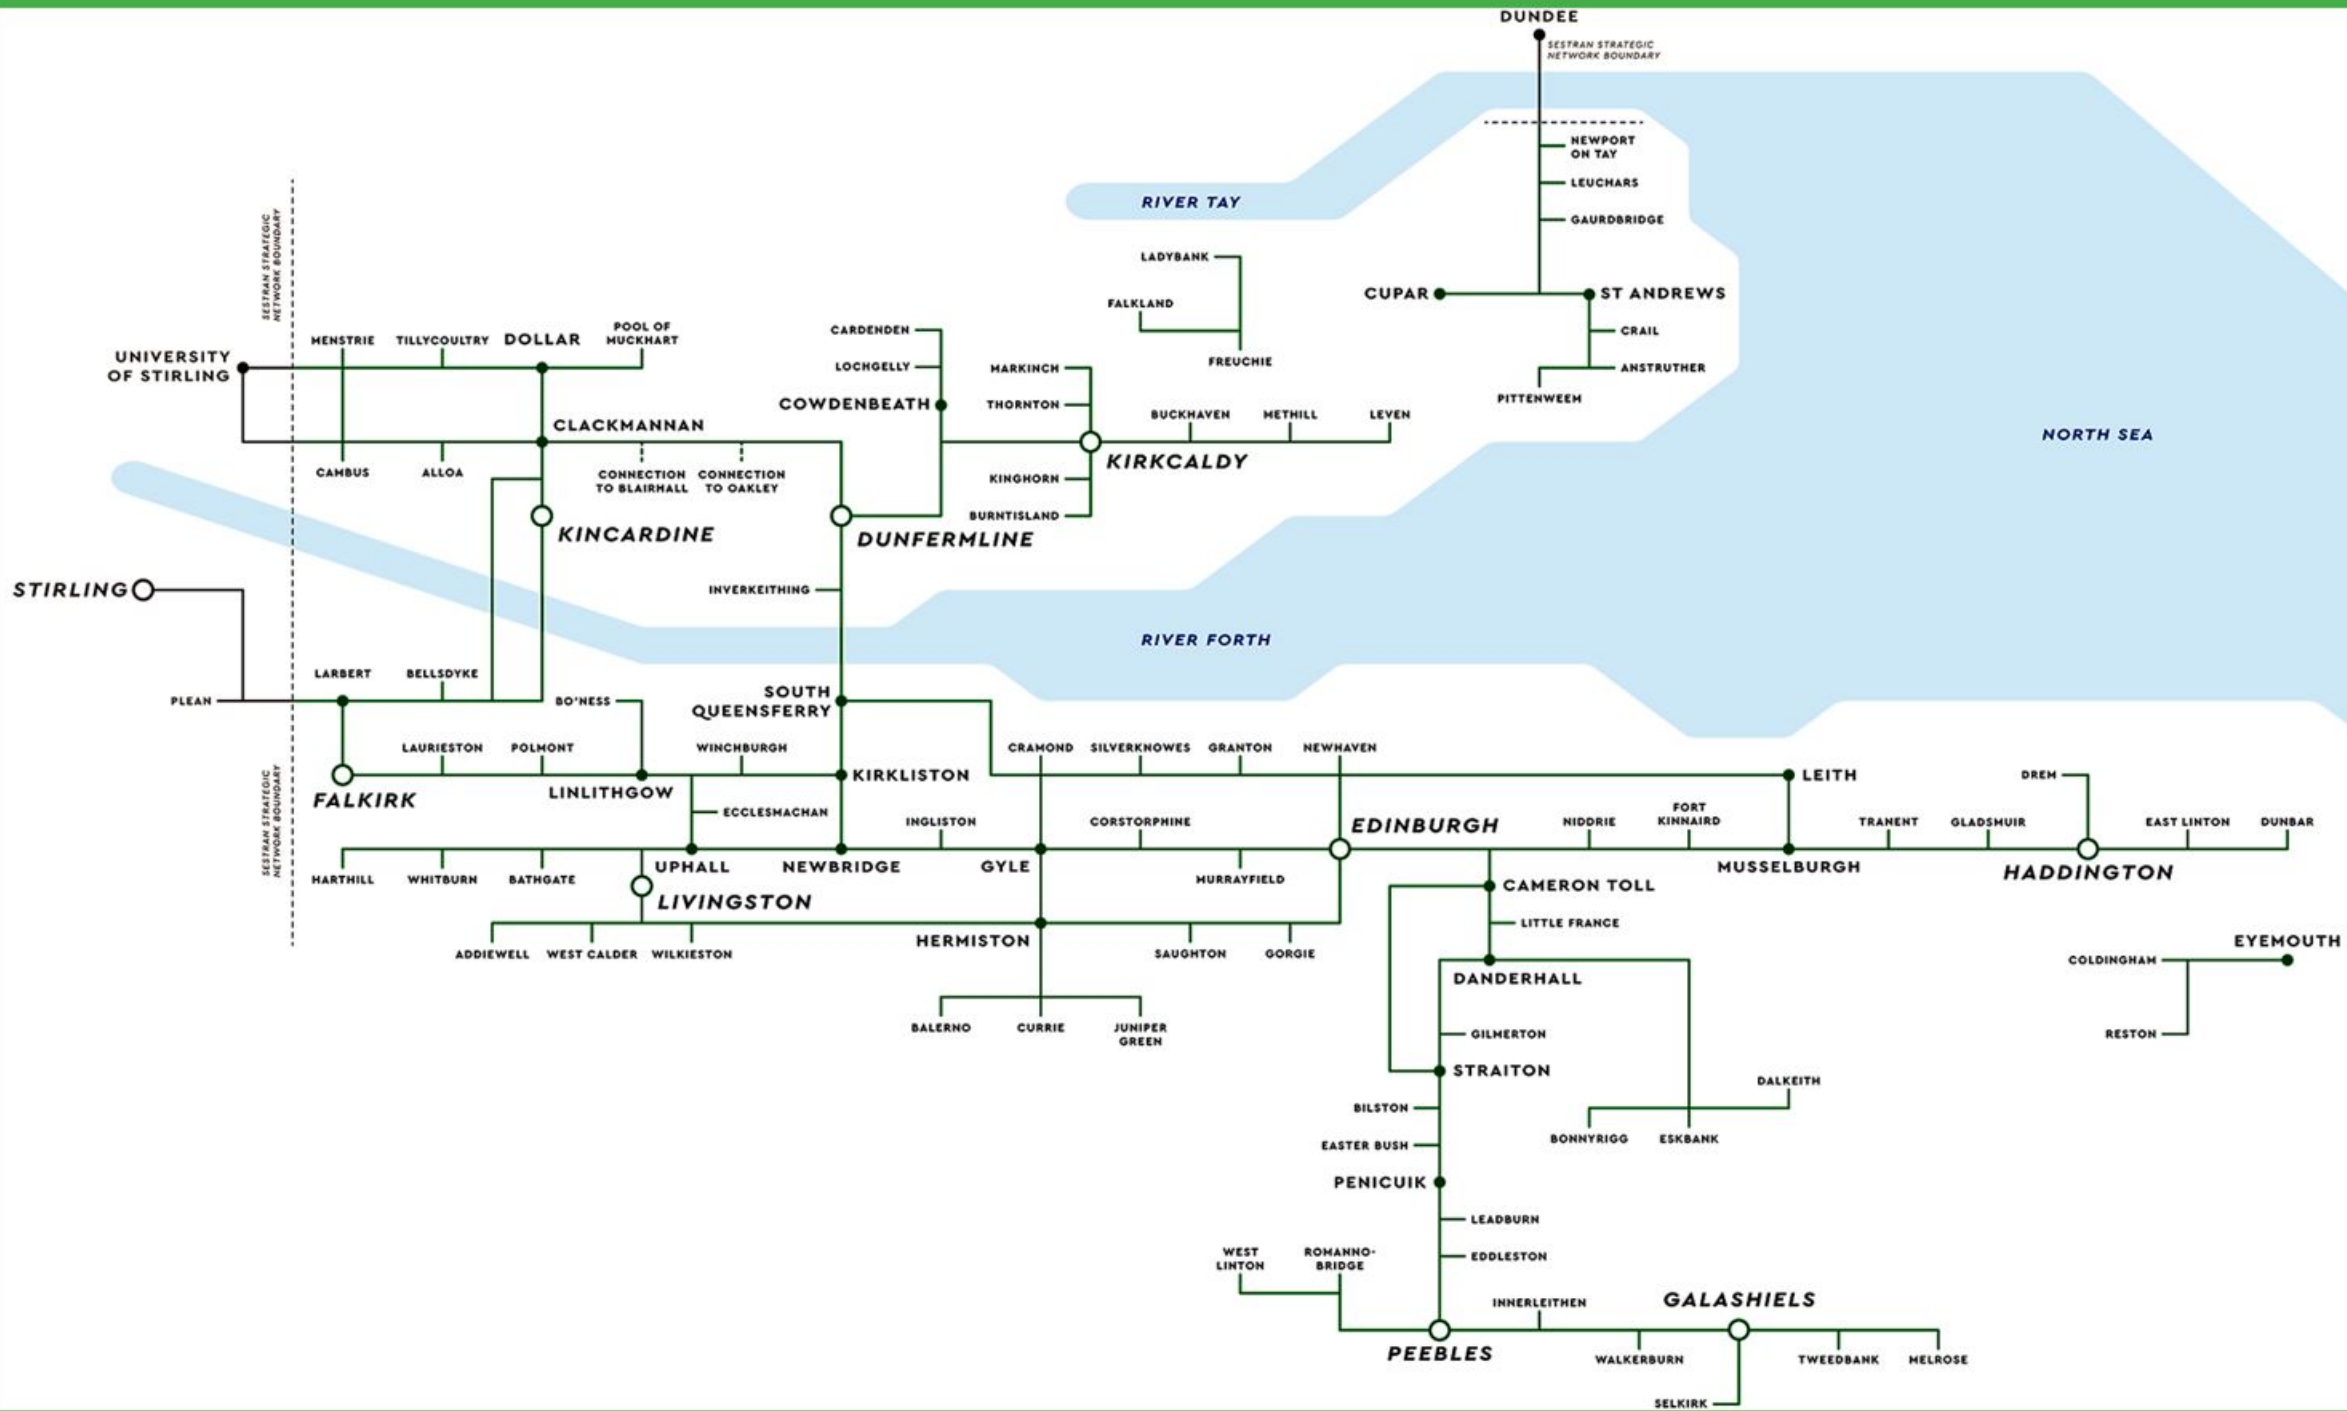 DUNDEE
SESTRAN STRATEGIC
NETWORK BOUNDARY
NEWPORT
ON TAY
LEUCHARS
RIVER TAY
GAURDBRIDGE
SESTRAN STRATEGIC
NETWORK BOUNDARY
LADYBANK
CUPAR
ST ANDREWS
FALKLAND
CRAIL
FREUCHIE
ANSTRUTHER
PITTENWEEM
MENSTRIE
TILLYCOULTRY
DOLLAR
POOL OF
MUCKHART
UNIVERSITY
OF STIRLING
CARDENDEN
LOCHGELLY
COWDENBEATH
MARKINCH
THORNTON
BUCKHAVEN
METHILL
LEVEN
CLACKMANNAN
NORTH SEA
KIRKCALDY
CAMBUS
ALLOA
CONNECTION
TO BLAIRHALL
CONNECTION
TO OAKLEY
KINGHORN
BURNTISLAND
KINCARDINE
DUNFERMLINE
STIRLING
INVERKEITHING
RIVER FORTH
LARBERT
BELLSDYKE
PLEAN
BO'NESS
SOUTH
QUEENSFERRY
SESTRAN STRATEGIC
NETWORK BOUNDARY
LAURIESTON
POLMONT
WINCHBURGH
CRAMOND
SILVERKNOWES
GRANTON
NEWHAVEN
FALKIRK
LINLITHGOW
KIRKLISTON
LEITH
DREM
ECCLESMACHAN
INGLISTON
CORSTORPHINE
EDINBURGH
NIDDRIE
FORT
KINNAIRD
TRANENT
GLADSMUIR
EAST LINTON
DUNBAR
HARTHILL
WHITBURN
BATHGATE
UPHALL
NEWBRIDGE
GYLE
MURRAYFIELD
MUSSELBURGH
HADDINGTON
LIVINGSTON
CAMERON TOLL
LITTLE FRANCE
ADDIEWELL
WEST CALDER
WILKIESTON
HERMISTON
SAUGHTON
GORGIE
DANDERHALL
EYEMOUTH
COLDINGHAM
RESTON
BALERNO
CURRIE
JUNIPER
GREEN
GILMERTON
STRAITON
DALKEITH
BILSTON
BONNYRIGG
ESKBANK
EASTER BUSH
PENICUIK
LEADBURN
EDDLESTON
WEST
LINTON
ROMANNO-
BRIDGE
INNERLEITHEN
GALASHIELS
PEEBLES
WALKERBURN
TWEEDBANK
MELROSE
SELKIRK